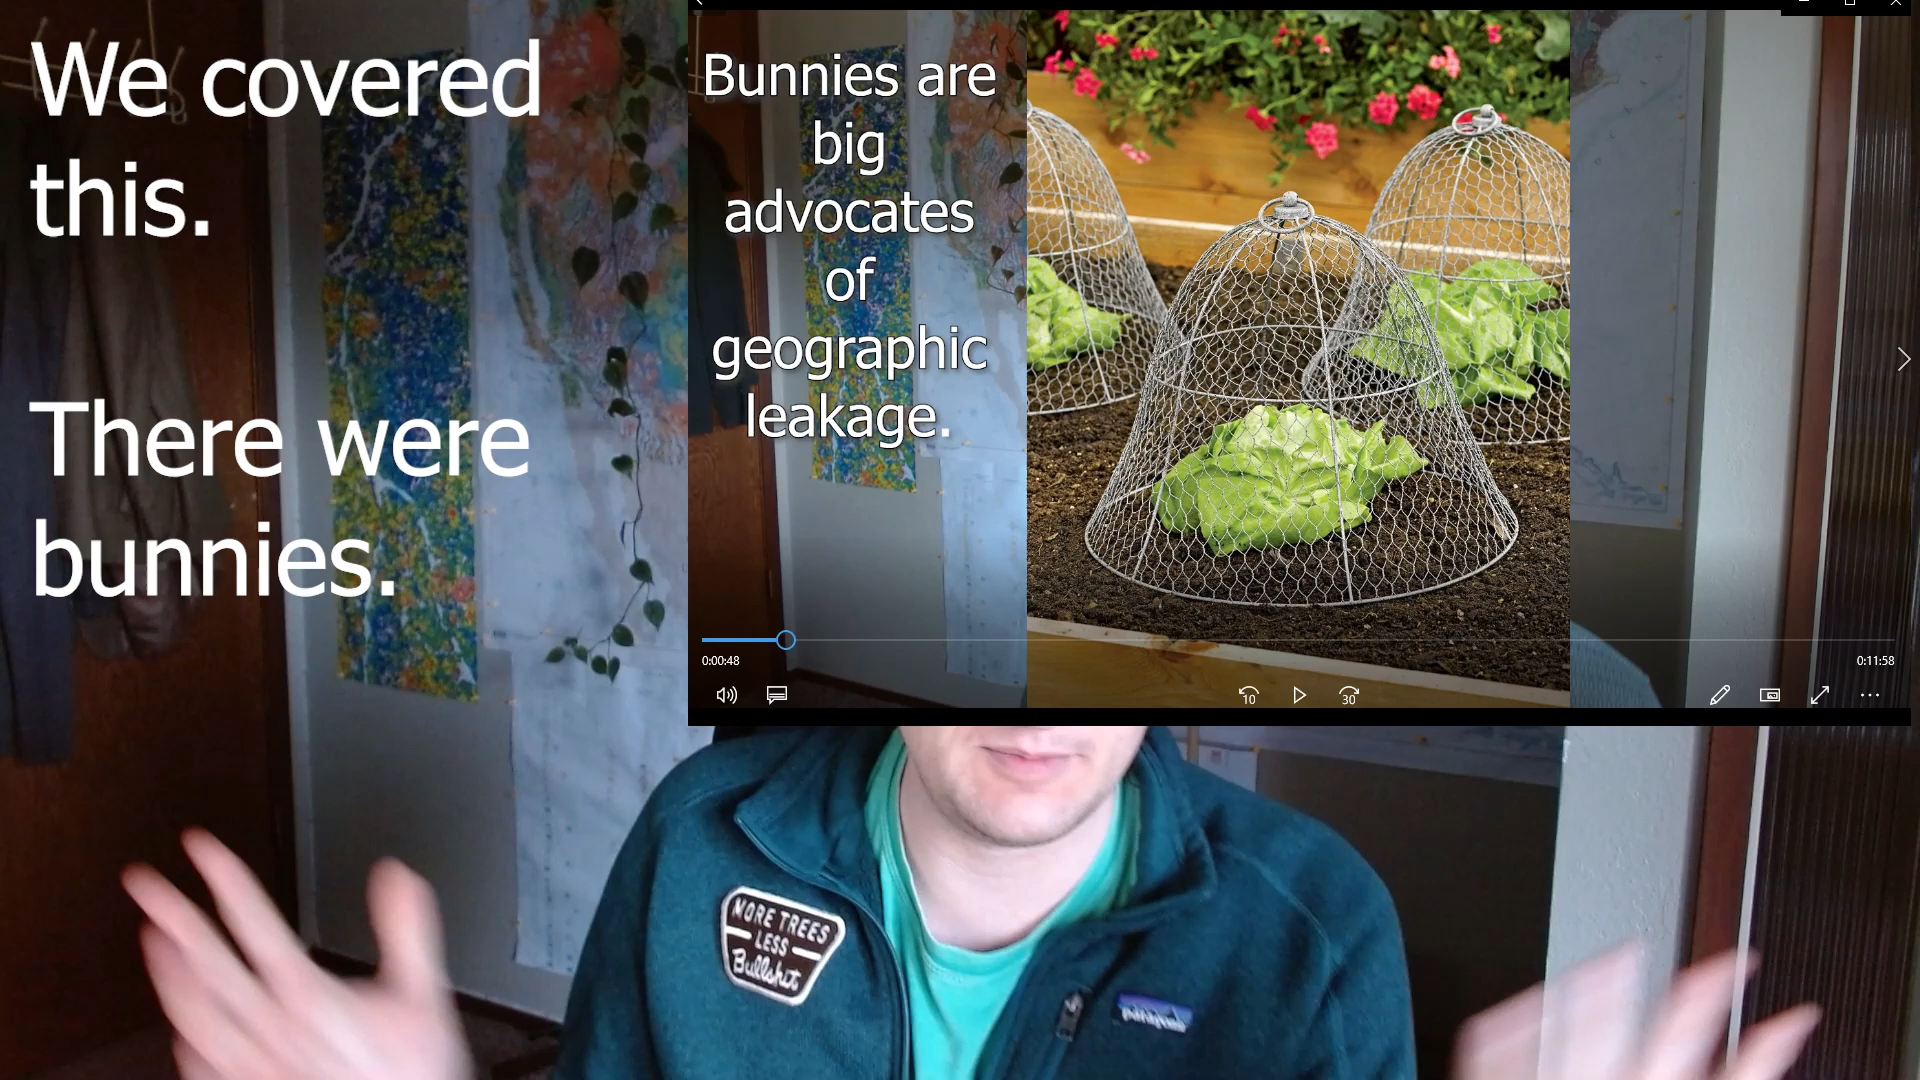 We covered
this.
There were
bunnies.
Bunnies are
big
advocates
of
geographic
leakage.
0:00:48
0:11:58
10
30
MORE TREES
LESS
Bullshit